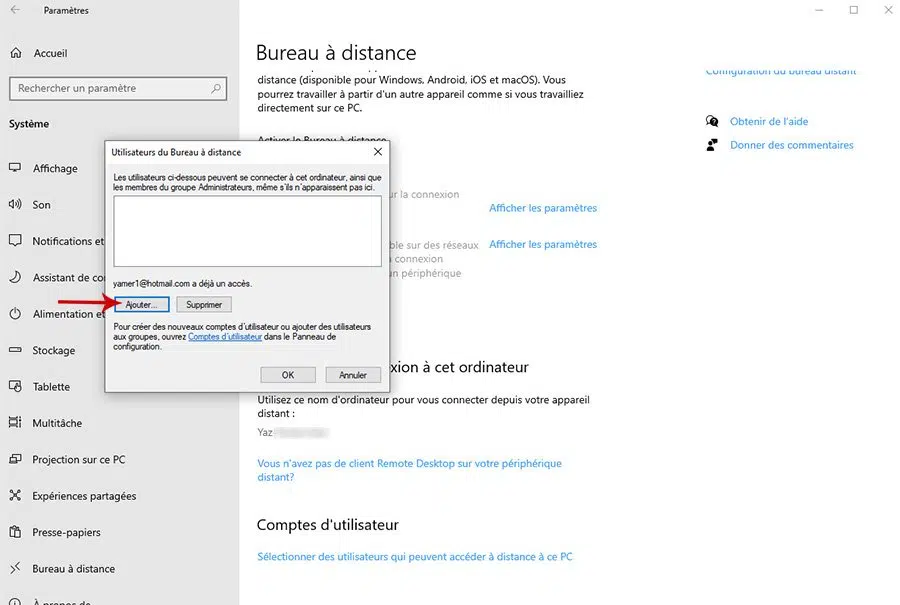 Paramètres
Accueil
Rechercher un paramètre
Système
Affichage
Son
Notifications et
Assistant de co
Alimentation et
Stockage
Tablette
Multitâche
Projection sur ce PC
Expériences partagées
Presse-papiers
Bureau à distance
À propos de
Bureau à distance
distance (disponible pour Windows, Android, iOS et macOS). Vous
pourrez travailler à partir d'un autre appareil comme si vous travailliez
directement sur ce PC.
Activer le Bureau à distance
Utilisateurs du Bureau à distance
Les utilisateurs ci-dessous peuvent se connecter à cet ordinateur, ainsi que
les membres du groupe Administrateurs, même s'ils n'apparaissent pas ici.
yamer1@hotmail.com a déjà un accès.
Ajouter...
Supprimer
Pour créer des nouveaux comptes d'utilisateur ou ajouter des utilisateurs
aux groupes, ouvrez Comptes d'utilisateur dans le Panneau de
configuration.
OK
Annuler
ur la connexion
Afficher les paramètres
ble sur des réseaux
Afficher les paramètres
a connexion
un périphérique
xion à cet ordinateur
Utilisez ce nom d'ordinateur pour vous connecter depuis votre appareil
distant :
Yaz
Vous n'avez pas de client Remote Desktop sur votre périphérique
distant?
Comptes d'utilisateur
Sélectionner des utilisateurs qui peuvent accéder à distance à ce PC
Configuration du bureau distant
Obtenir de l'aide
Donner des commentaires